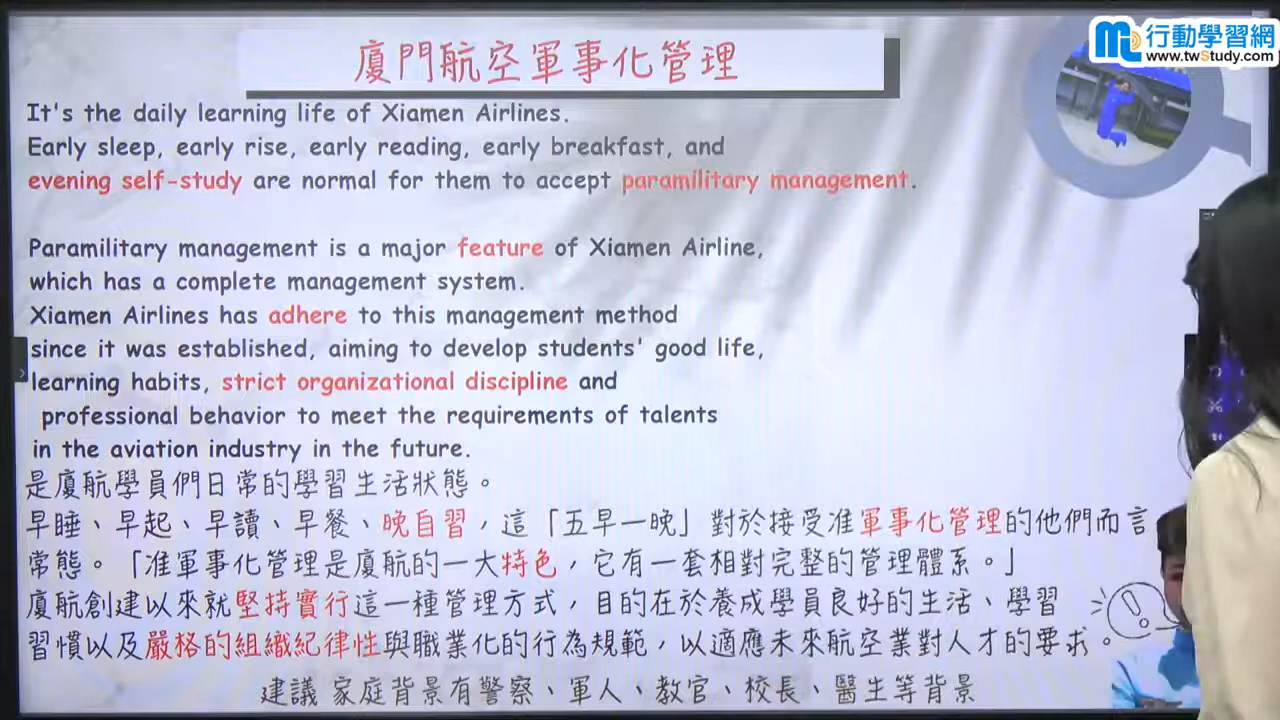 廈門航空軍事化管理
行動學習網
www.twStudy.com
It's the daily learning life of Xiamen Airlines.
Early sleep, early rise, early reading, early breakfast, and
evening self-study are normal for them to accept paramilitary management.
Paramilitary management is a major feature of Xiamen Airline,
which has a complete management system.
Xiamen Airlines has adhere to this management method
since it was established, aiming to develop students' good life,
learning habits, strict organizational discipline and
professional behavior to meet the requirements of talents
in the aviation industry in the future.
是廈航學員們日常的學習生活狀態。
早睡、早起、早讀、早餐、晚自習，這「五早一晚」對於接受准軍事化管理的他們而言
常態。「准軍事化管理是廈航的一大特色，它有一套相對完整的管理體系。」
廈航創建以來就堅持實行這一種管理方式，目的在於養成學員良好的生活、學習
習慣以及嚴格的組織紀律性與職業化的行為規範，以適應未來航空業對人才的要求。
建議 家庭背景有警察、軍人、教官、校長、醫生等背景